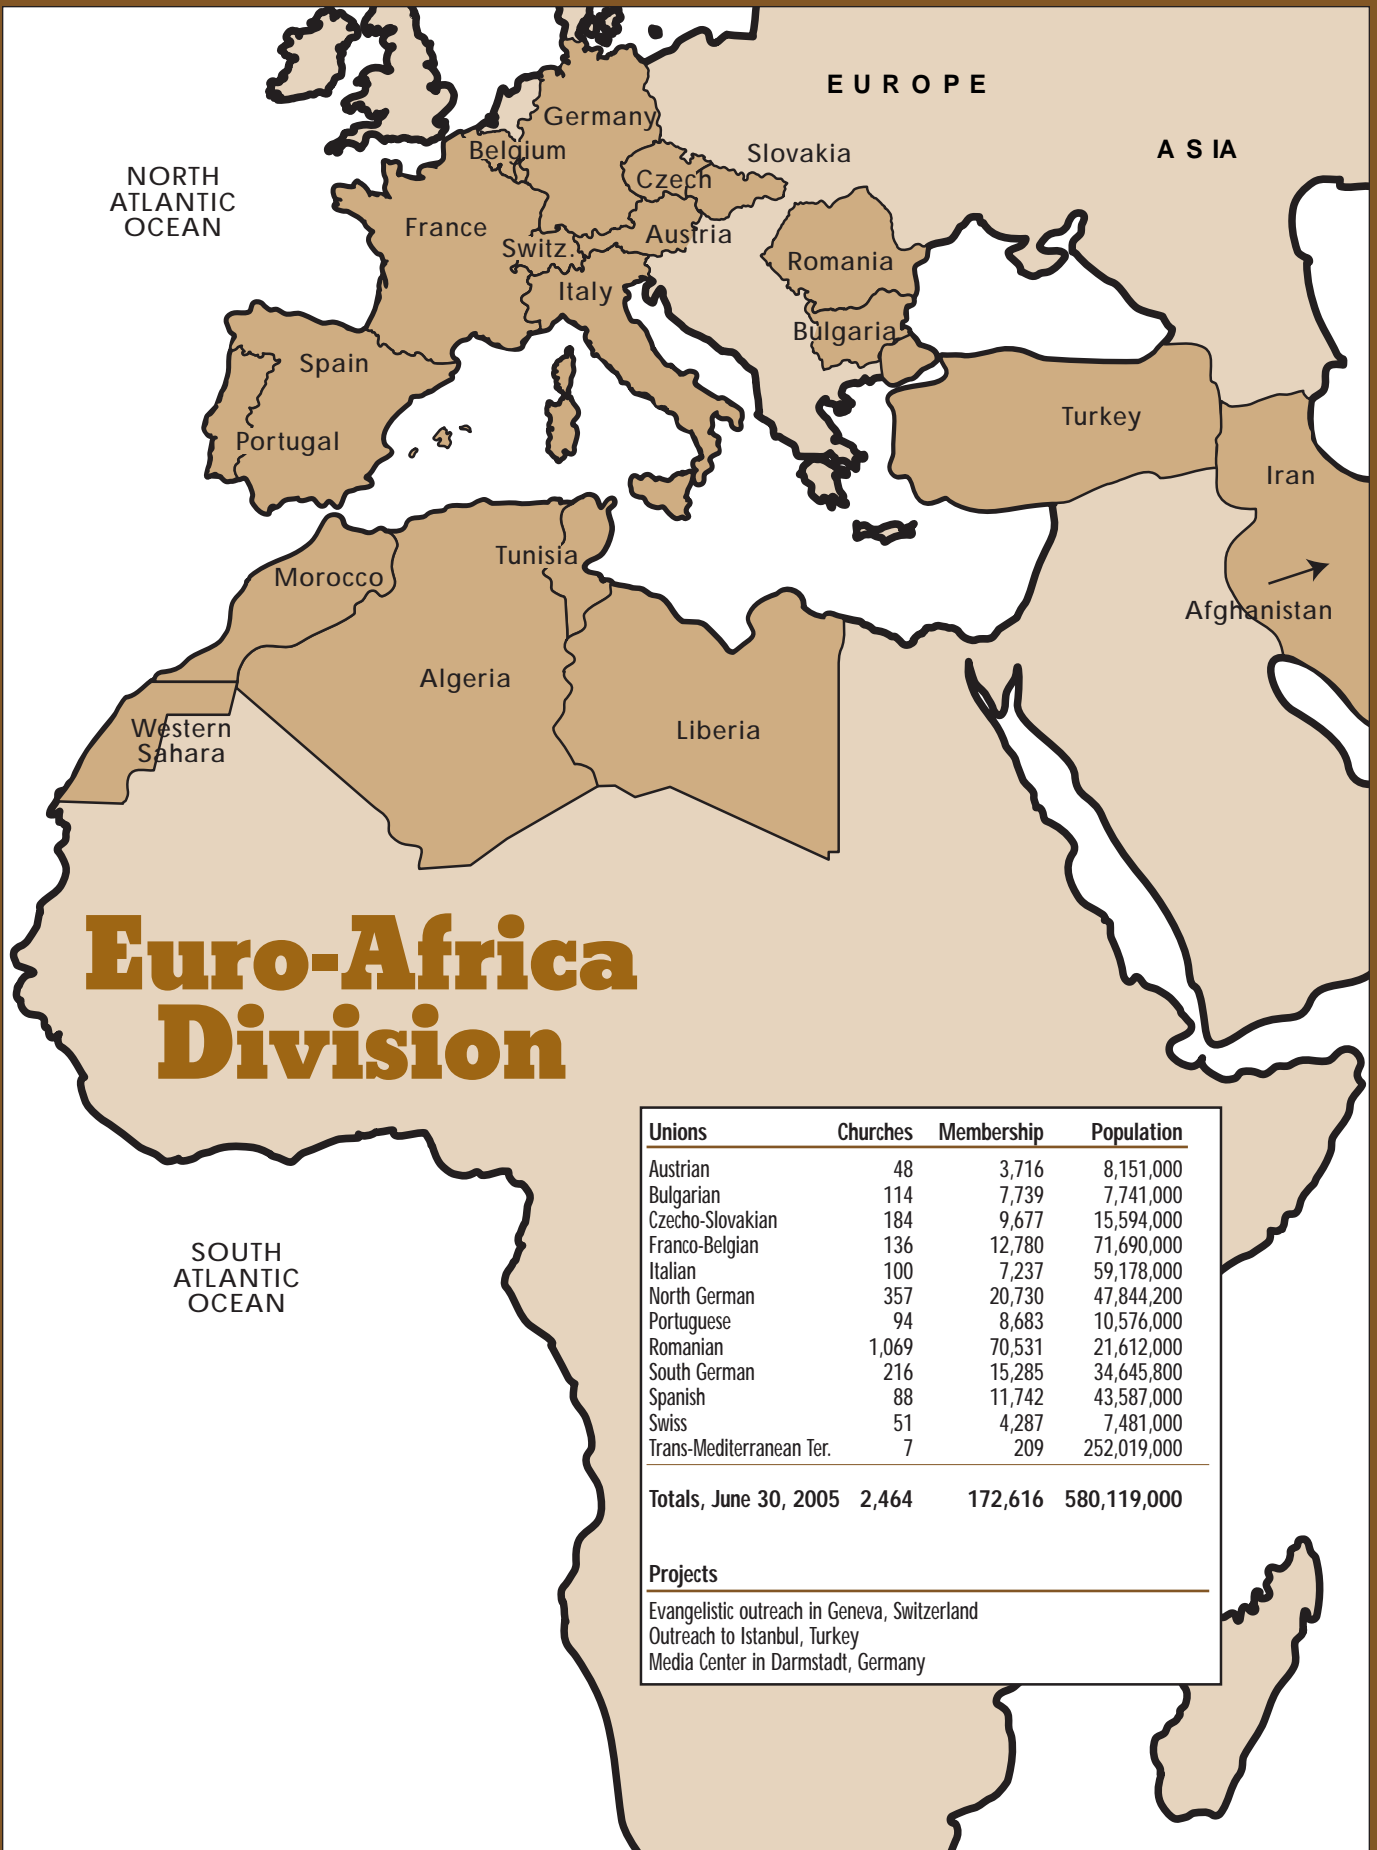 EUROPE
ASIA
NORTH
ATLANTIC
OCEAN
Germany
Belgium
Slovakia
Czech
France
Austria
Switz.
Romania
Italy
Bulgaria
Spain
Turkey
Portugal
Iran
Tunisia
Morocco
Afghanistan
Algeria
Western
Sahara
Liberia
Euro-Africa
Division
SOUTH
ATLANTIC
OCEAN
Unions Churches Membership Population
Austrian 48 3,716 8,151,000
Bulgarian 114 7,739 7,741,000
Czecho-Slovakian 184 9,677 15,594,000
Franco-Belgian 136 12,780 71,690,000
Italian 100 7,237 59,178,000
North German 357 20,730 47,844,200
Portuguese 94 8,683 10,576,000
Romanian 1,069 70,531 21,612,000
South German 216 15,285 34,645,800
Spanish 88 11,742 43,587,000
Swiss 51 4,287 7,481,000
Trans-Mediterranean Ter. 7 209 252,019,000
Totals, June 30, 2005 2,464 172,616 580,119,000
Projects
Evangelistic outreach in Geneva, Switzerland
Outreach to Istanbul, Turkey
Media Center in Darmstadt, Germany